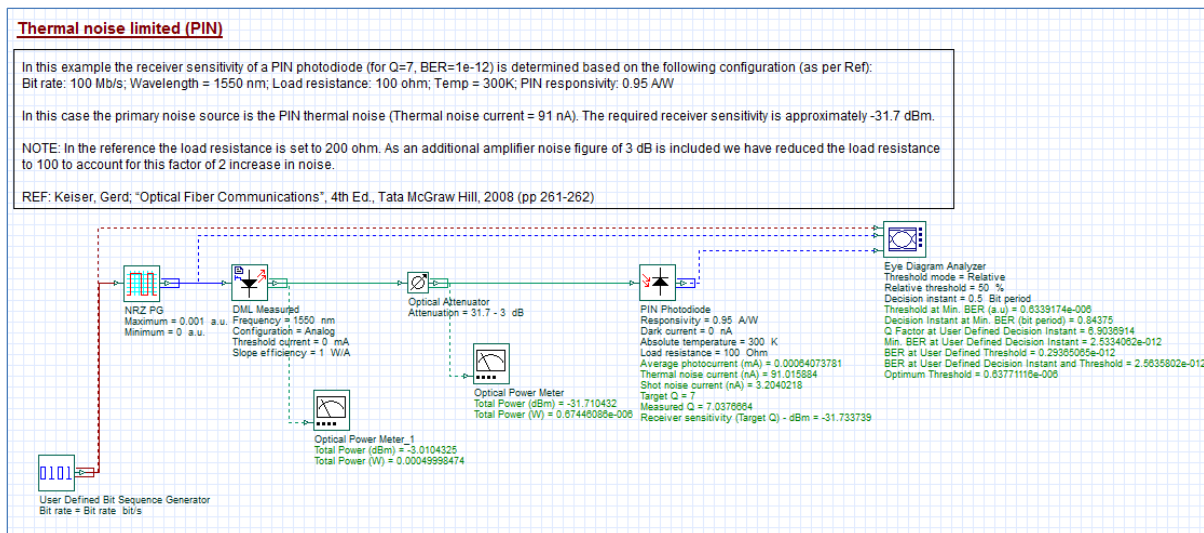 Thermal noise limited (PIN)
In this example the receiver sensitivity of a PIN photodiode (for Q=7, BER=1e-12) is determined based on the following configuration (as per Ref):
Bit rate: 100 Mb/s; Wavelength = 1550 nm; Load resistance: 100 ohm; Temp = 300K; PIN responsivity: 0.95 A/W
In this case the primary noise source is the PIN thermal noise (Thermal noise current = 91 nA). The required receiver sensitivity is approximately -31.7 dBm.
NOTE: In the reference the load resistance is set to 200 ohm. As an additional amplifier noise figure of 3 dB is included we have reduced the load resistance
to 100 to account for this factor of 2 increase in noise.
REF: Keiser, Gerd; "Optical Fiber Communications", 4th Ed., Tata McGraw Hill, 2008 (pp 261-262)
NRZ PG
Maximum = 0.001 a.u.
Minimum = 0 a.u.
DML Measured
Frequency = 1550 nm
Configuration = Analog
Threshold current = 0 mA
Slope efficiency = 1 W/A
Optical Attenuator
Attenuation = 31.7 - 3 dB
PIN Photodiode
Responsivity = 0.95 A/W
Dark current = 0 nA
Absolute temperature = 300 K
Load resistance = 100 Ohm
Average photocurrent (mA) = 0.00064073781
Thermal noise current (nA) = 91.015884
Shot noise current (nA) = 3.2040218
Target Q = 7
Measured Q = 7.0376664
Receiver sensitivity (Target Q) - dBm = -31.733739
Eye Diagram Analyzer
Threshold mode = Relative
Relative threshold = 50 %
Decision instant = 0.5 Bit period
Threshold at Min. BER (a.u) = 0.6339174e-006
Decision Instant at Min. BER (bit period) = 0.84375
Q Factor at User Defined Decision Instant = 6.9036914
Min. BER at User Defined Decision Instant = 2.5334062e-012
BER at User Defined Threshold = 0.29365065e-012
BER at User Defined Decision Instant and Threshold = 2.5635802e-012
Optimum Threshold = 0.63771116e-006
Optical Power Meter
Total Power (dBm) = -31.710432
Total Power (W) = 0.67446086e-006
Optical Power Meter_1
Total Power (dBm) = -3.0104325
Total Power (W) = 0.00049998474
0101
User Defined Bit Sequence Generator
Bit rate = Bit rate bit/s